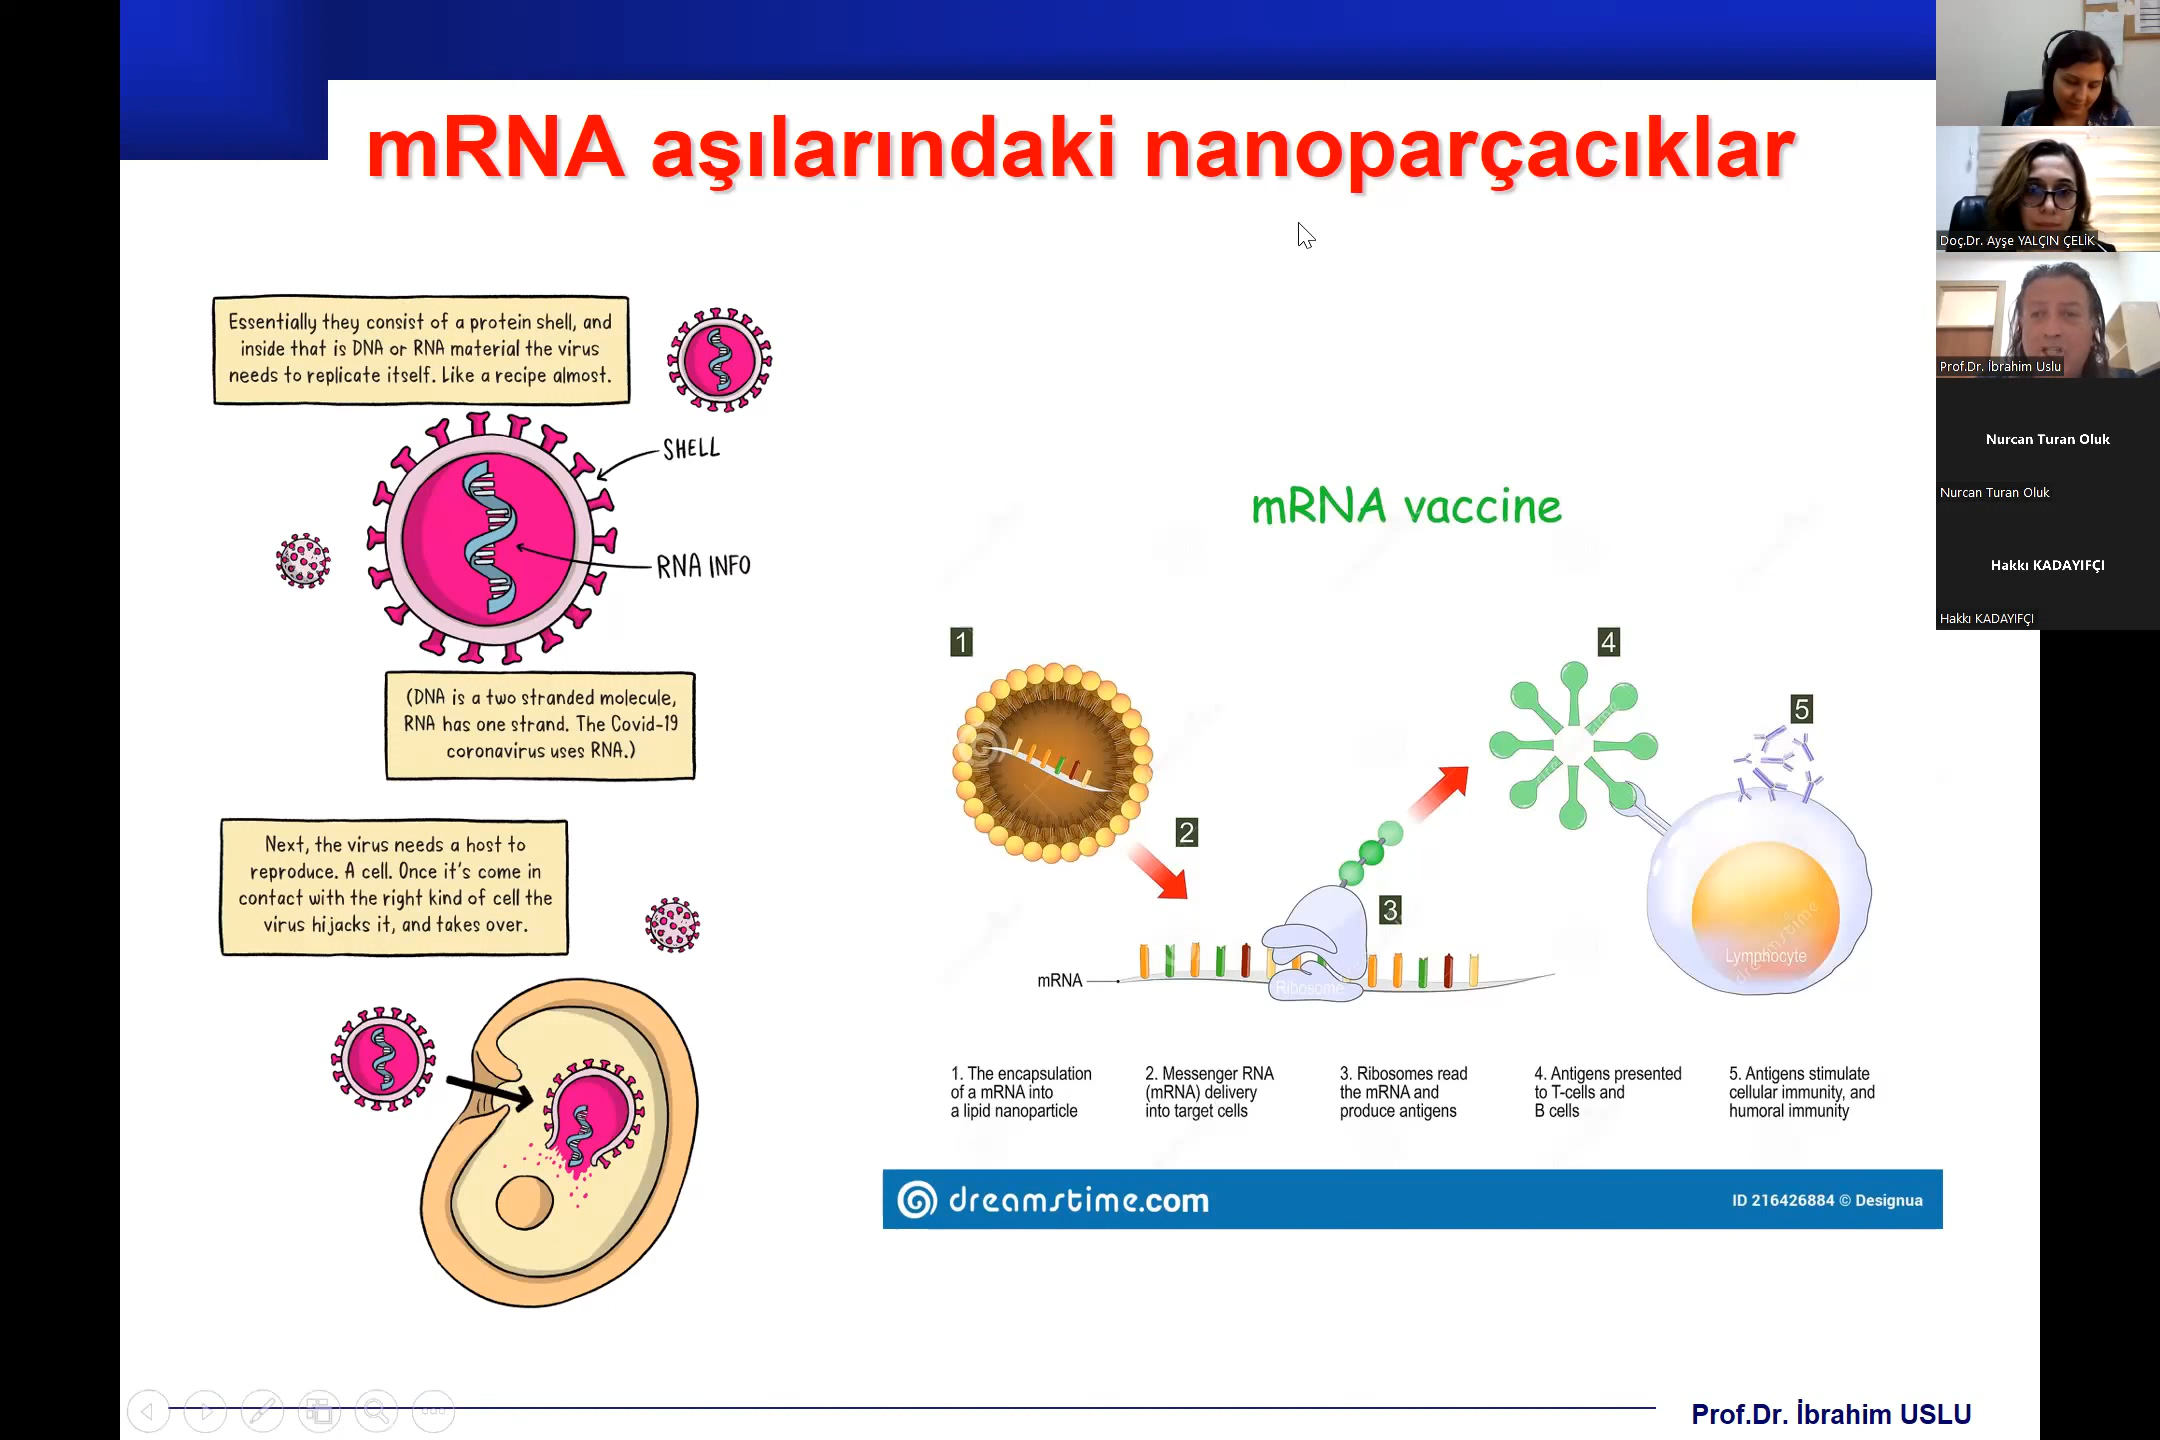 mRNA aşılarındaki nanoparçacıklar
Essentially they consist of a protein shell, and
inside that is DNA or RNA material the virus
needs to replicate itself. Like a recipe almost.
SHELL
RNA INFO
(DNA is a two stranded molecule,
RNA has one strand. The Covid-19
coronavirus uses RNA.)
Next, the virus needs a host to
reproduce. A cell. Once it's come in
contact with the right kind of cell the
virus hijacks it, and takes over.
mRNA vaccine
1
2
3
4
5
mRNA
Ribosome
Lymphocyte
dreamstime
1. The encapsulation
of a mRNA into
a lipid nanoparticle
2. Messenger RNA
(mRNA) delivery
into target cells
3. Ribosomes read
the mRNA and
produce antigens
4. Antigens presented
to T-cells and
B cells
5. Antigens stimulate
cellular immunity, and
humoral immunity
dreamstime.com
ID 216426884 © Designua
Prof.Dr. İbrahim USLU
Doç.Dr. Ayşe YALÇIN ÇELİK
Prof.Dr. İbrahim Uslu
Nurcan Turan Oluk
Nurcan Turan Oluk
Hakkı KADAYIFÇI
Hakkı KADAYIFÇI